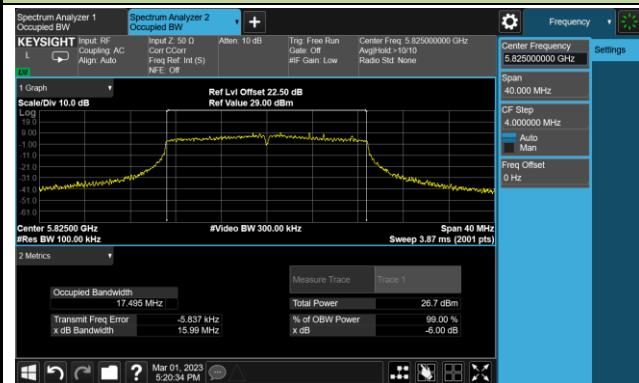 Spectrum Analyzer 1
Occupied BW
Spectrum Analyzer 2
Occupied BW
Frequency
KEYSIGHT
L
LXI
Input: RF
Coupling: AC
Align: Auto
Input Z: 50 Ω
Corr CCorr
Freq Ref: Int (S)
NFE: Off
Atten: 10 dB
Trig: Free Run
Gate: Off
#IF Gain: Low
Center Freq: 5.825000000 GHz
Avg|Hold:>10/10
Radio Std: None
Center Frequency
5.825000000 GHz
Settings
Span
40.000 MHz
CF Step
4.000000 MHz
Auto
Man
Freq Offset
0 Hz
1 Graph
Scale/Div 10.0 dB
Ref Lvl Offset 22.50 dB
Ref Value 29.00 dBm
Log
19.0
9.00
-1.00
-11.0
-21.0
-31.0
-41.0
-51.0
-61.0
Center 5.82500 GHz
#Res BW 100.00 kHz
#Video BW 300.00 kHz
Span 40 MHz
Sweep 3.87 ms (2001 pts)
2 Metrics
Measure Trace
Trace 1
Occupied Bandwidth
17.495 MHz
Total Power
26.7 dBm
Transmit Freq Error
-5.837 kHz
% of OBW Power
99.00 %
x dB Bandwidth
15.99 MHz
x dB
-6.00 dB
?
Mar 01, 2023
5:20:34 PM